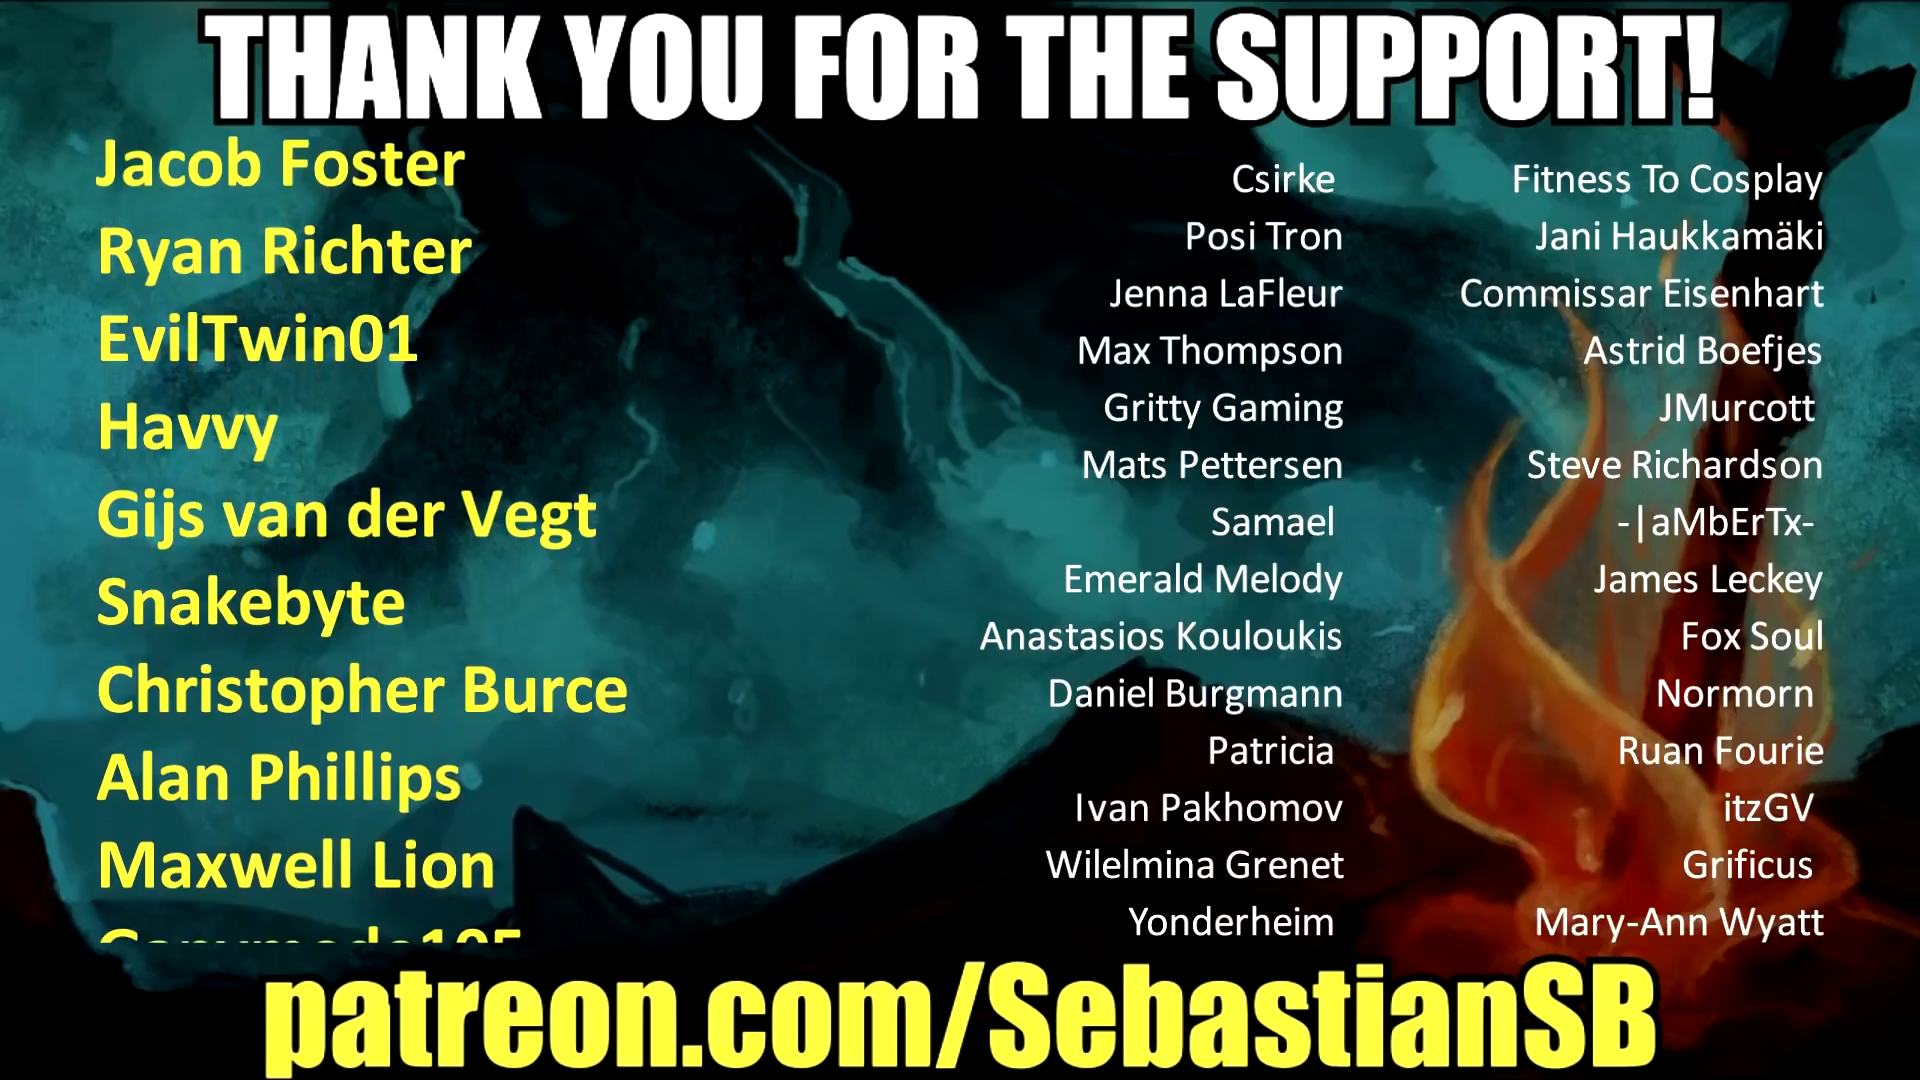 THANK YOU FOR THE SUPPORT!
Jacob Foster
Ryan Richter
EvilTwin01
Havvy
Gijs van der Vegt
Snakebyte
Christopher Burce
Alan Phillips
Maxwell Lion
Csirke
Posi Tron
Jenna LaFleur
Max Thompson
Gritty Gaming
Mats Pettersen
Samael
Emerald Melody
Anastasios Kouloukis
Daniel Burgmann
Patricia
Ivan Pakhomov
Wilelmina Grenet
Yonderheim
Fitness To Cosplay
Jani Haukkamäki
Commissar Eisenhart
Astrid Boefjes
JMurcott
Steve Richardson
-|aMbErTx-
James Leckey
Fox Soul
Normorn
Ruan Fourie
itzGV
Grificus
Mary-Ann Wyatt
patreon.com/SebastianSB